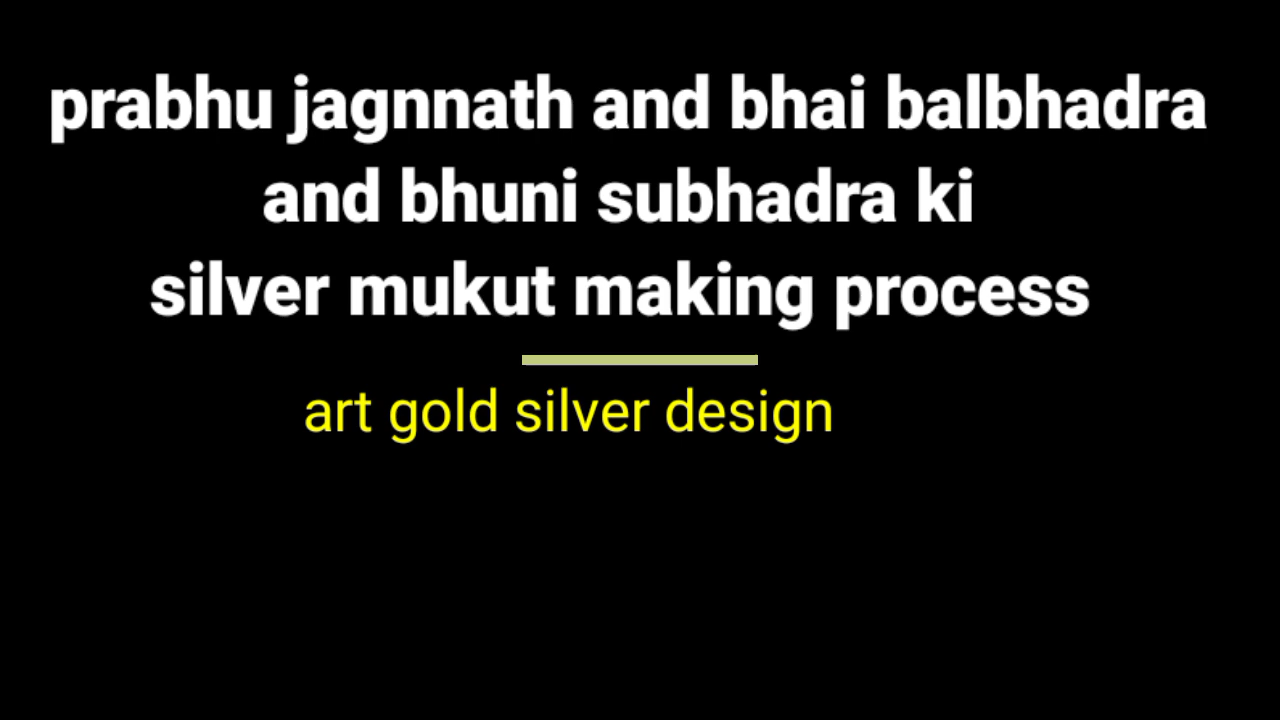 prabhu jagnnath and bhai balbhadra
and bhuni subhadra ki
silver mukut making process
art gold silver design